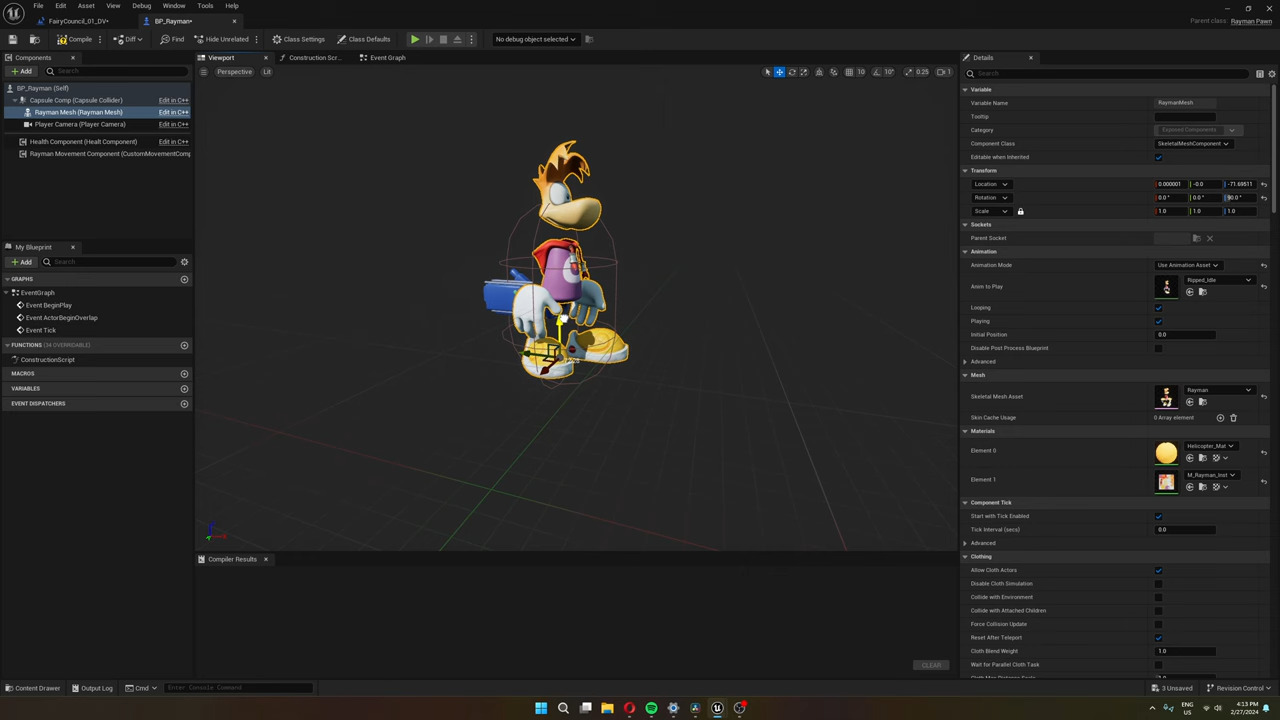 File Edit Asset View Debug Window Tools Help
Parent class: Rayman Pawn
FairyCouncil_01_DV• BP_Rayman•
Compile Diff Find Hide Unrelated Class Settings Class Defaults No debug object selected
Components
Add Search
BP_Rayman (Self)
Capsule Comp (Capsule Collider) Edit in C++
Rayman Mesh (Rayman Mesh) Edit in C++
Player Camera (Player Camera) Edit in C++
Health Component (Healt Component) Edit in C++
Rayman Movement Component (CustomMovementComp
My Blueprint
Add Search
GRAPHS
EventGraph
Event BeginPlay
Event ActorBeginOverlap
Event Tick
FUNCTIONS (34 OVERRIDABLE)
ConstructionScript
MACROS
VARIABLES
EVENT DISPATCHERS
Viewport Construction Scr... Event Graph
Perspective Lit 10 10° 0.25 1
Compiler Results
CLEAR
Details
Search
Variable
Variable Name RaymanMesh
Tooltip
Category Exposed Components
Component Class SkeletalMeshComponent
Editable when Inherited
Transform
Location 0.000001 -0.0 -71.69511
Rotation 0.0 ° 0.0 ° 90.0 °
Scale 1.0 1.0 1.0
Sockets
Parent Socket
Animation
Animation Mode Use Animation Asset
Anim to Play Ripped_Idle
Looping
Playing
Initial Position 0.0
Disable Post Process Blueprint
Advanced
Mesh
Skeletal Mesh Asset Rayman
Skin Cache Usage 0 Array element
Materials
Element 0 Helicopter_Mat
Element 1 M_Rayman_Inst
Component Tick
Start with Tick Enabled
Tick Interval (secs) 0.0
Advanced
Clothing
Allow Cloth Actors
Disable Cloth Simulation
Collide with Environment
Collide with Attached Children
Force Collision Update
Reset After Teleport
Cloth Blend Weight 1.0
Wait for Parallel Cloth Task
Content Drawer Output Log Cmd Enter Console Command 3 Unsaved Revision Control
ENG
US
4:13 PM
2/27/2024